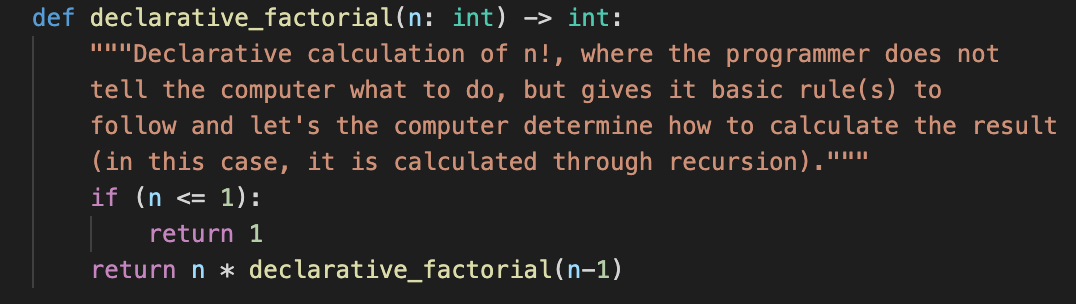 def declarative_factorial(n: int) -> int:
    """Declarative calculation of n!, where the programmer does not
    tell the computer what to do, but gives it basic rule(s) to
    follow and let's the computer determine how to calculate the result
    (in this case, it is calculated through recursion)."""
    if (n <= 1):
        return 1
    return n * declarative_factorial(n-1)